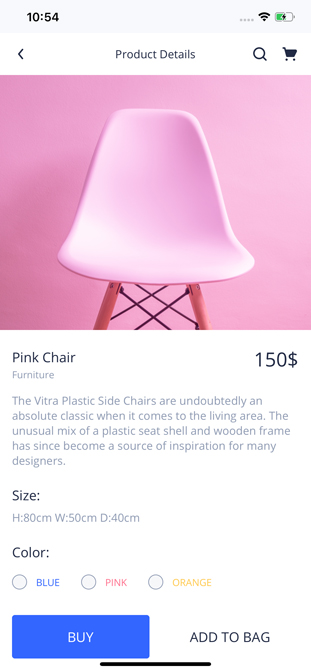 10:54
Product Details
Pink Chair
150$
Furniture
The Vitra Plastic Side Chairs are undoubtedly an
absolute classic when it comes to the living area. The
unusual mix of a plastic seat shell and wooden frame
has since become a source of inspiration for many
designers.
Size:
H:80cm W:50cm D:40cm
Color:
BLUE PINK ORANGE
BUY ADD TO BAG